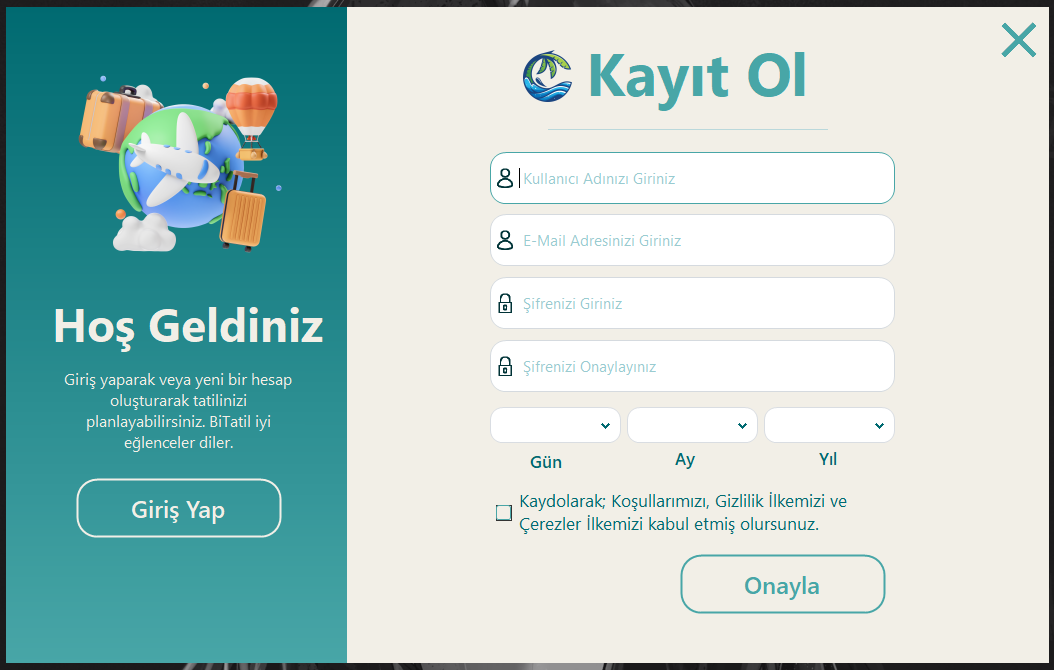 Hoş Geldiniz
Giriş yaparak veya yeni bir hesap
oluşturarak tatilinizi
planlayabilirsiniz. BiTatil iyi
eğlenceler diler.
Giriş Yap
Kayıt Ol
Kullanıcı Adınızı Giriniz
E-Mail Adresinizi Giriniz
Şifrenizi Giriniz
Şifrenizi Onaylayınız
Gün Ay Yıl
Kaydolarak; Koşullarımızı, Gizlilik İlkemizi ve
Çerezler İlkemizi kabul etmiş olursunuz.
Onayla